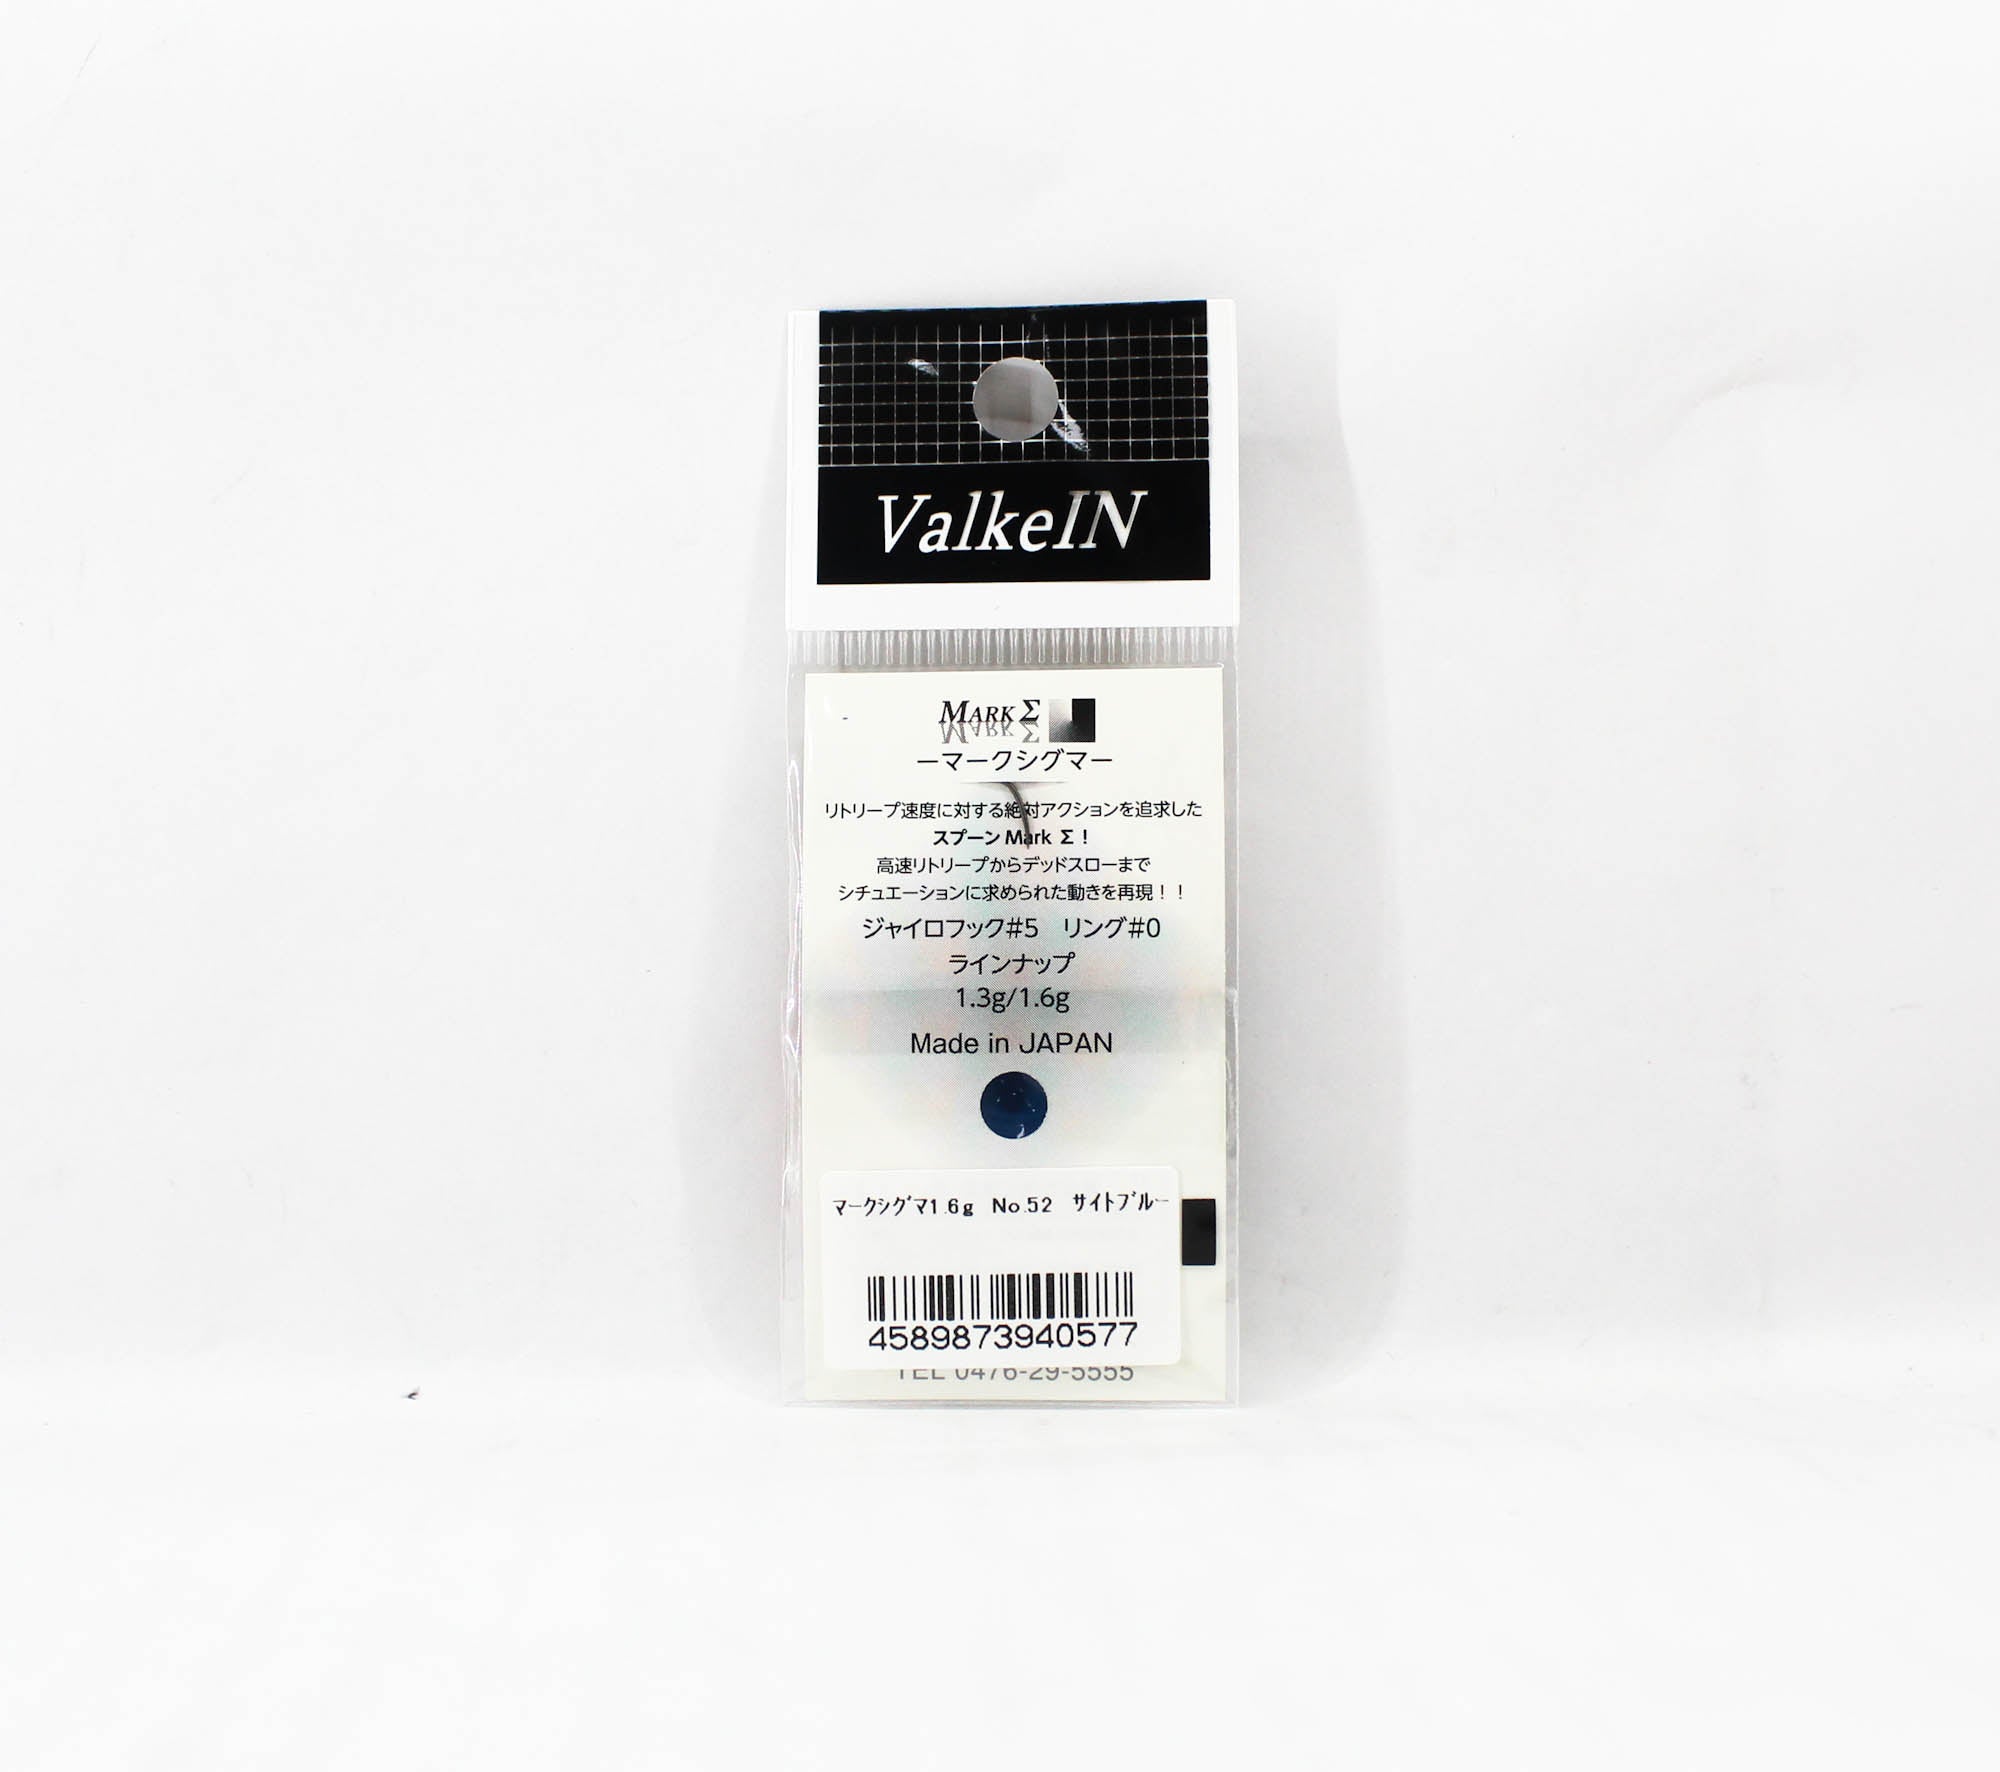 ValkeIN
MARK Σ
ーマークシグマー
リトリープ速度に対する絶対アクションを追求した
スプーン Mark Σ！
高速リトリープからデッドスローまで
シチュエーションに求められた動きを再現！！
ジャイロフック#5　リング#0
ラインナップ
1.3g/1.6g
Made in JAPAN
マークシグマ1.6g No.52 サイトブルー
4589873940577
TEL 0476-29-5555